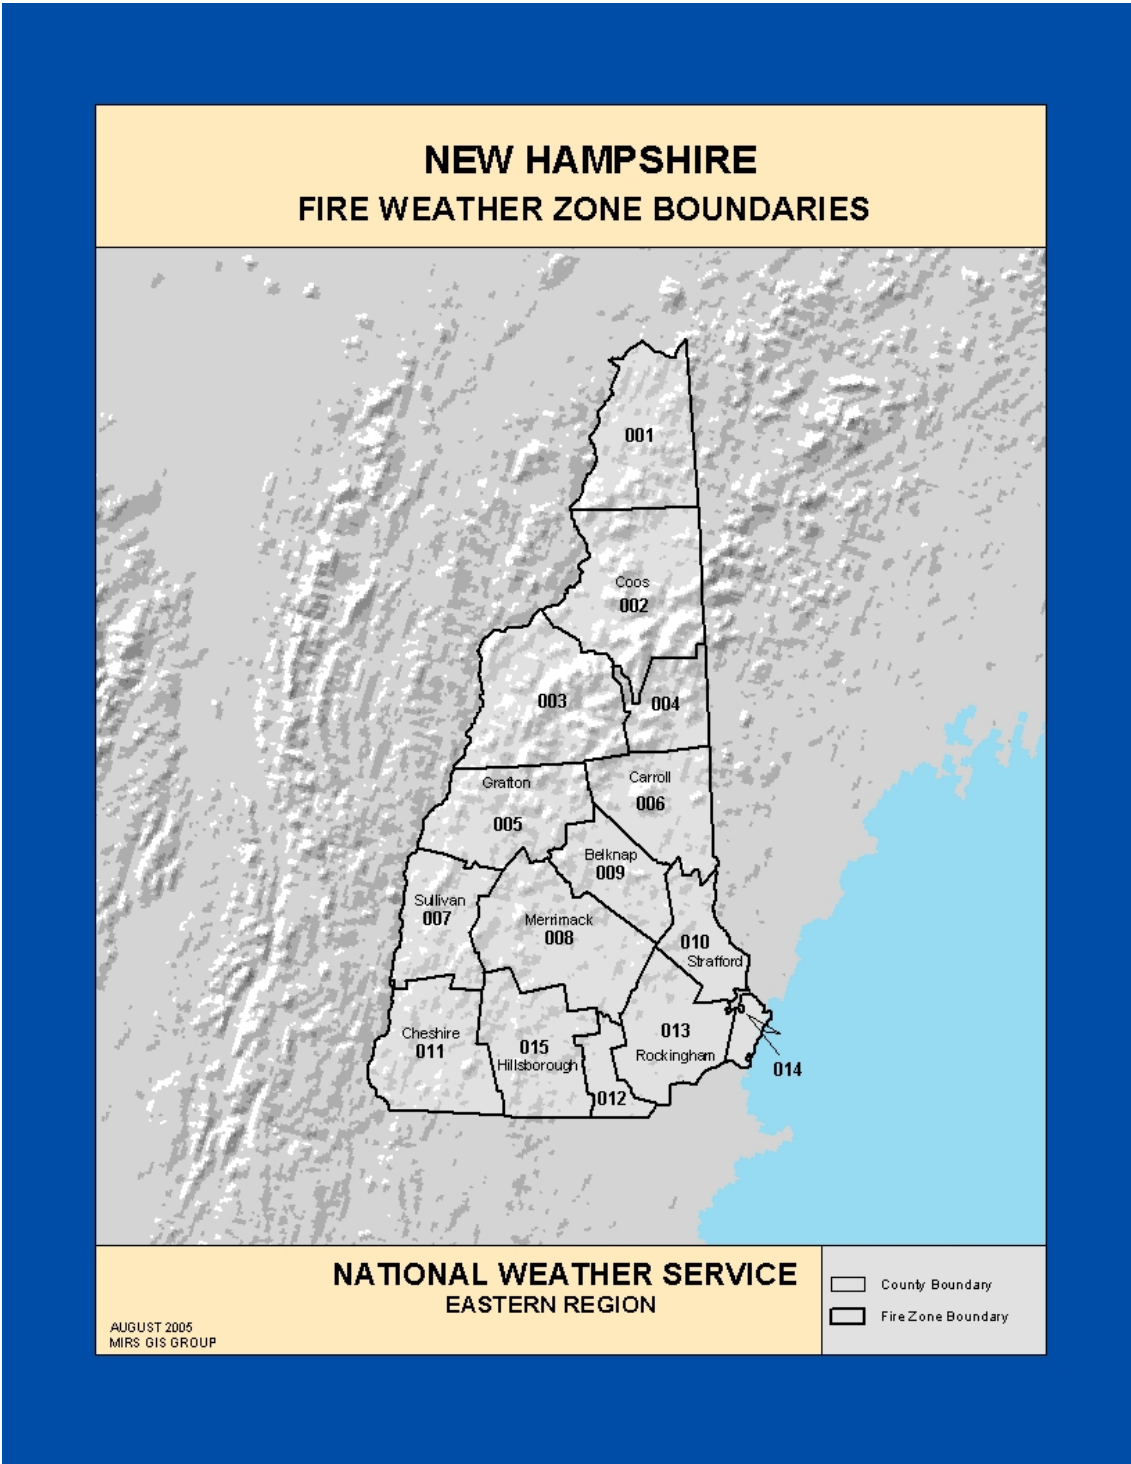 NEW HAMPSHIRE
FIRE WEATHER ZONE BOUNDARIES
001
Coos
002
003
004
Grafton
005
Carroll
006
Belknap
009
Sullivan
007
Merrimack
008
010
Strafford
Cheshire
011
015
Hillsborough
013
Rockingham
012
014
NATIONAL WEATHER SERVICE
EASTERN REGION
AUGUST 2005
MIRS GIS GROUP
County Boundary
Fire Zone Boundary